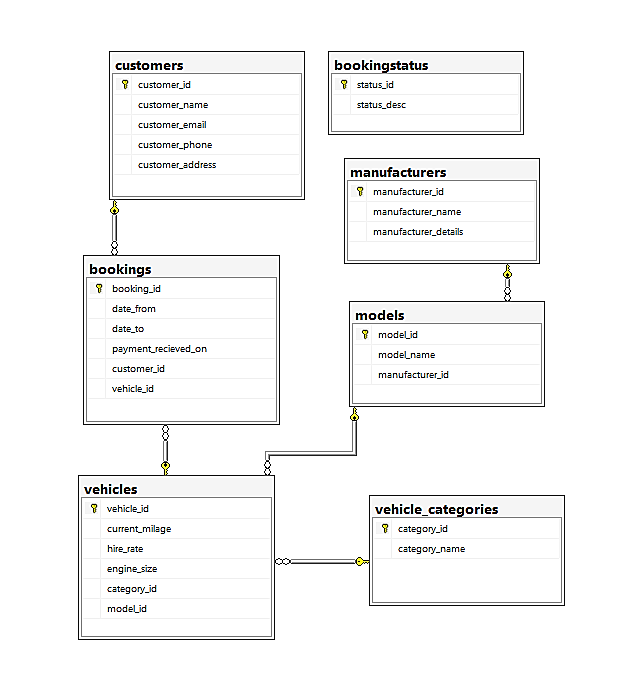 customers
customer_id
customer_name
customer_email
customer_phone
customer_address
bookingstatus
status_id
status_desc
manufacturers
manufacturer_id
manufacturer_name
manufacturer_details
bookings
booking_id
date_from
date_to
payment_recieved_on
customer_id
vehicle_id
models
model_id
model_name
manufacturer_id
vehicles
vehicle_id
current_milage
hire_rate
engine_size
category_id
model_id
vehicle_categories
category_id
category_name